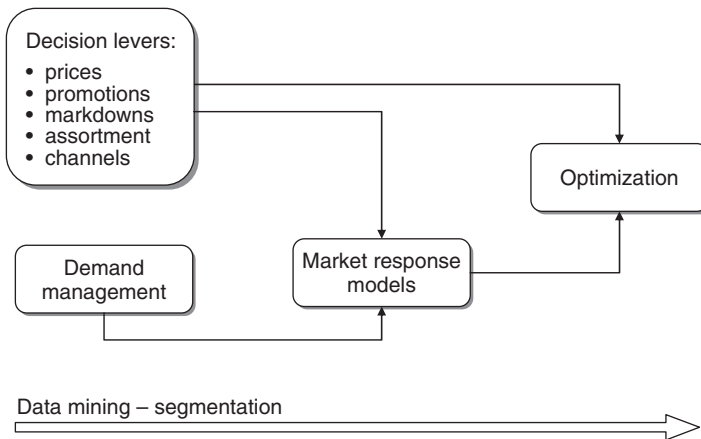 Decision levers:
• prices
• promotions
• markdowns
• assortment
• channels
Optimization
Demand
management
Market response
models
Data mining – segmentation